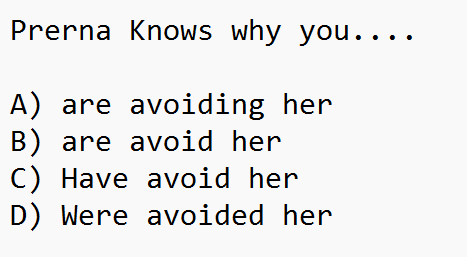 Prerna Knows why you....
A) are avoiding her
B) are avoid her
C) Have avoid her
D) Were avoided her